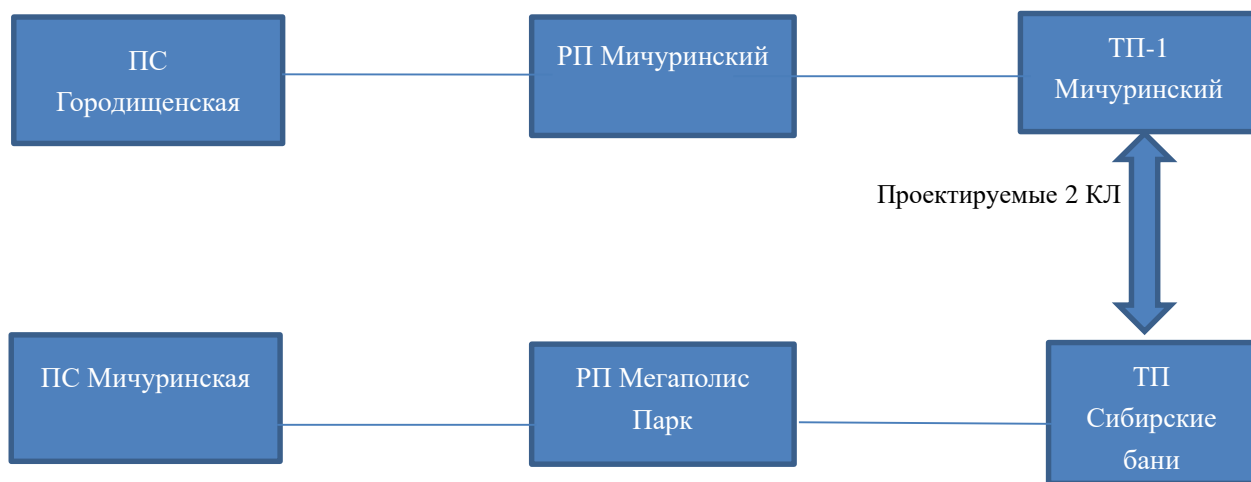 ПС
Городищенская
РП Мичуринский
ТП-1
Мичуринский
Проектируемые 2 КЛ
ПС Мичуринская
РП Мегаполис
Парк
ТП
Сибирские
бани